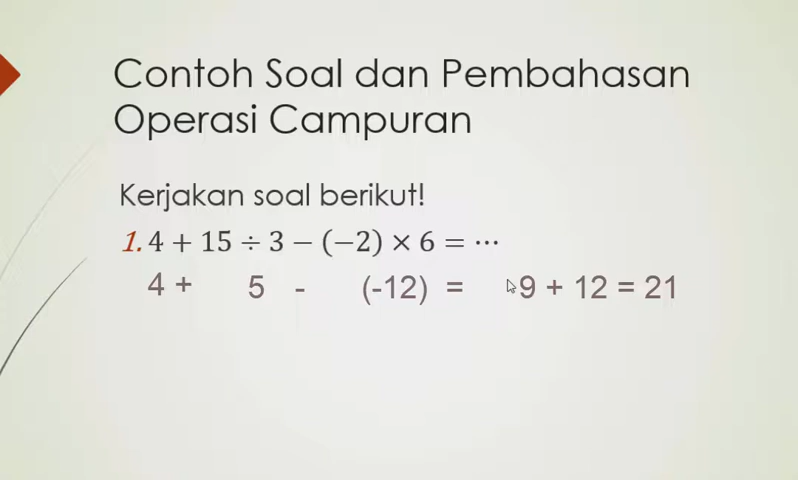 Contoh Soal dan Pembahasan
Operasi Campuran
Kerjakan soal berikut!
1. 4 + 15 ÷ 3 − (−2) × 6 = ⋯
4 + 5 - (-12) = 9 + 12 = 21